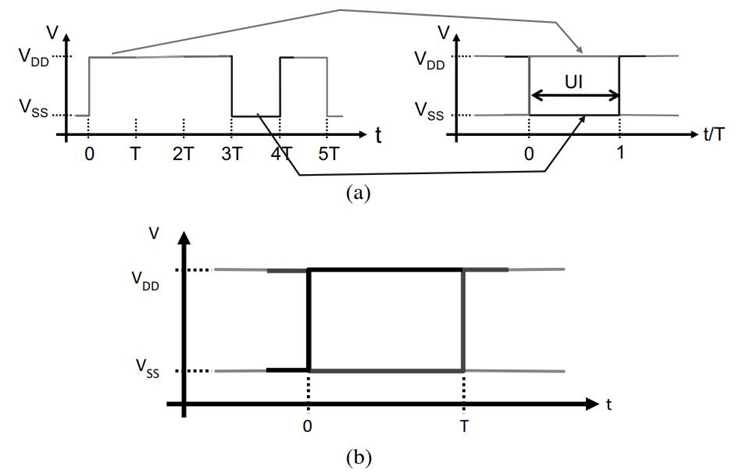 V
V
VDD
VDD
UI
VSS
VSS
0 T 2T 3T 4T 5T t
0 1 t/T
(a)
V
VDD
VSS
0 T t
(b)